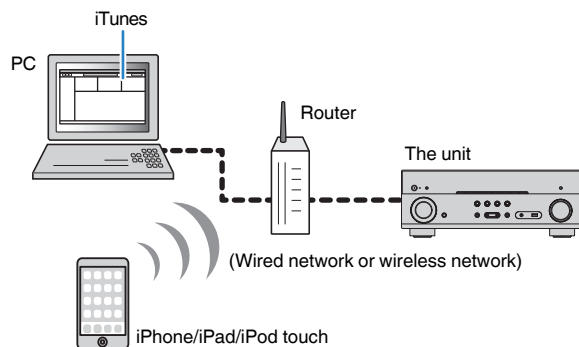 iTunes
PC
Router
The unit
(Wired network or wireless network)
iPhone/iPad/iPod touch